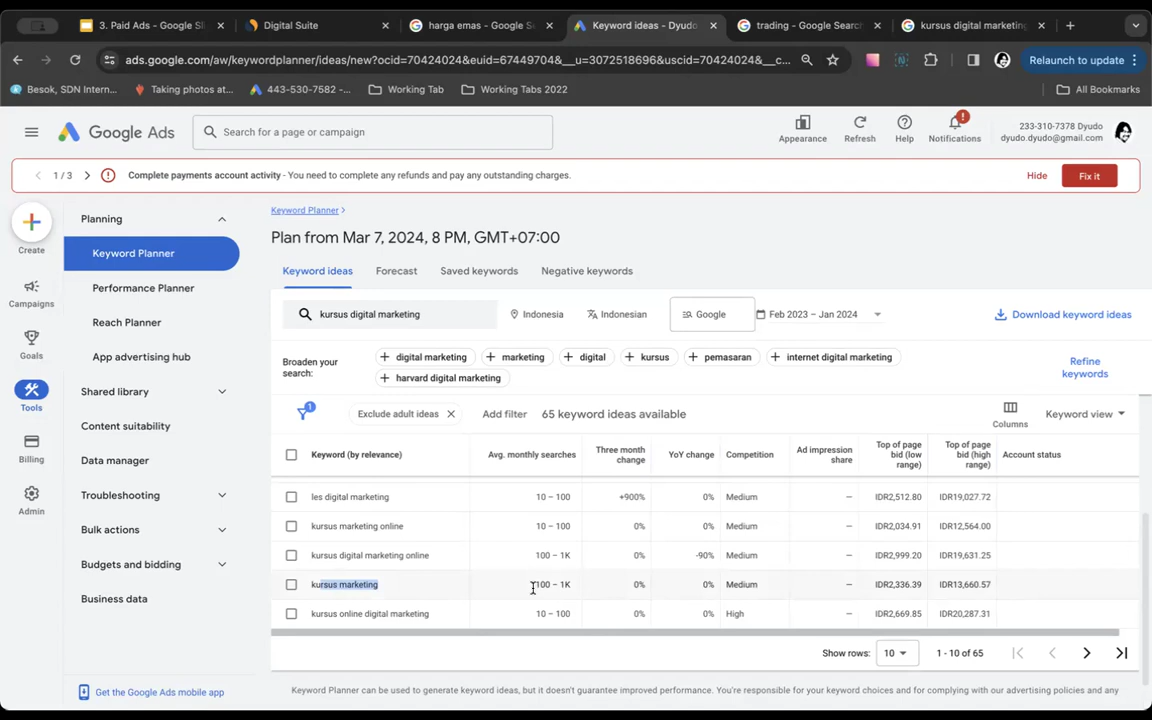 3. Paid Ads - Google Sli
Digital Suite
harga emas - Google S
Keyword ideas - Dyudo
trading - Google Search
kursus digital marketing
ads.google.com/aw/keywordplanner/ideas/new?ocid=70424024&euid=67449704&__u=3072518696&uscid=70424024&__c...
Relaunch to update
Besok, SDN Intern...
Taking photos at...
443-530-7582 -...
Working Tab
Working Tabs 2022
All Bookmarks
Google Ads
Search for a page or campaign
Appearance
Refresh
Help
Notifications
233-310-7378 Dyudo
dyudo.dyudo@gmail.com
1 / 3
Complete payments account activity - You need to complete any refunds and pay any outstanding charges.
Hide
Fix it
Create
Campaigns
Goals
Tools
Billing
Admin
Planning
Keyword Planner
Performance Planner
Reach Planner
App advertising hub
Shared library
Content suitability
Data manager
Troubleshooting
Bulk actions
Budgets and bidding
Business data
Get the Google Ads mobile app
Keyword Planner
Plan from Mar 7, 2024, 8 PM, GMT+07:00
Keyword ideas
Forecast
Saved keywords
Negative keywords
kursus digital marketing
Indonesia
Indonesian
Google
Feb 2023 – Jan 2024
Download keyword ideas
Broaden your search:
digital marketing
marketing
digital
kursus
pemasaran
internet digital marketing
harvard digital marketing
Refine keywords
1
Exclude adult ideas
Add filter
65 keyword ideas available
Columns
Keyword view
Keyword (by relevance) Avg. monthly searches Three month change YoY change Competition Ad impression share Top of page bid (low range) Top of page bid (high range) Account status
les digital marketing 10 – 100 +900% 0% Medium – IDR2,512.80 IDR19,027.72
kursus marketing online 10 – 100 0% 0% Medium – IDR2,034.91 IDR12,564.00
kursus digital marketing online 100 – 1K 0% -90% Medium – IDR2,999.20 IDR19,631.25
kursus marketing 100 – 1K 0% 0% Medium – IDR2,336.39 IDR13,660.57
kursus online digital marketing 10 – 100 0% 0% High – IDR2,669.85 IDR20,287.31
Show rows: 10 1 - 10 of 65
Keyword Planner can be used to generate keyword ideas, but it doesn't guarantee improved performance. You're responsible for your keyword choices and for complying with our advertising policies and any